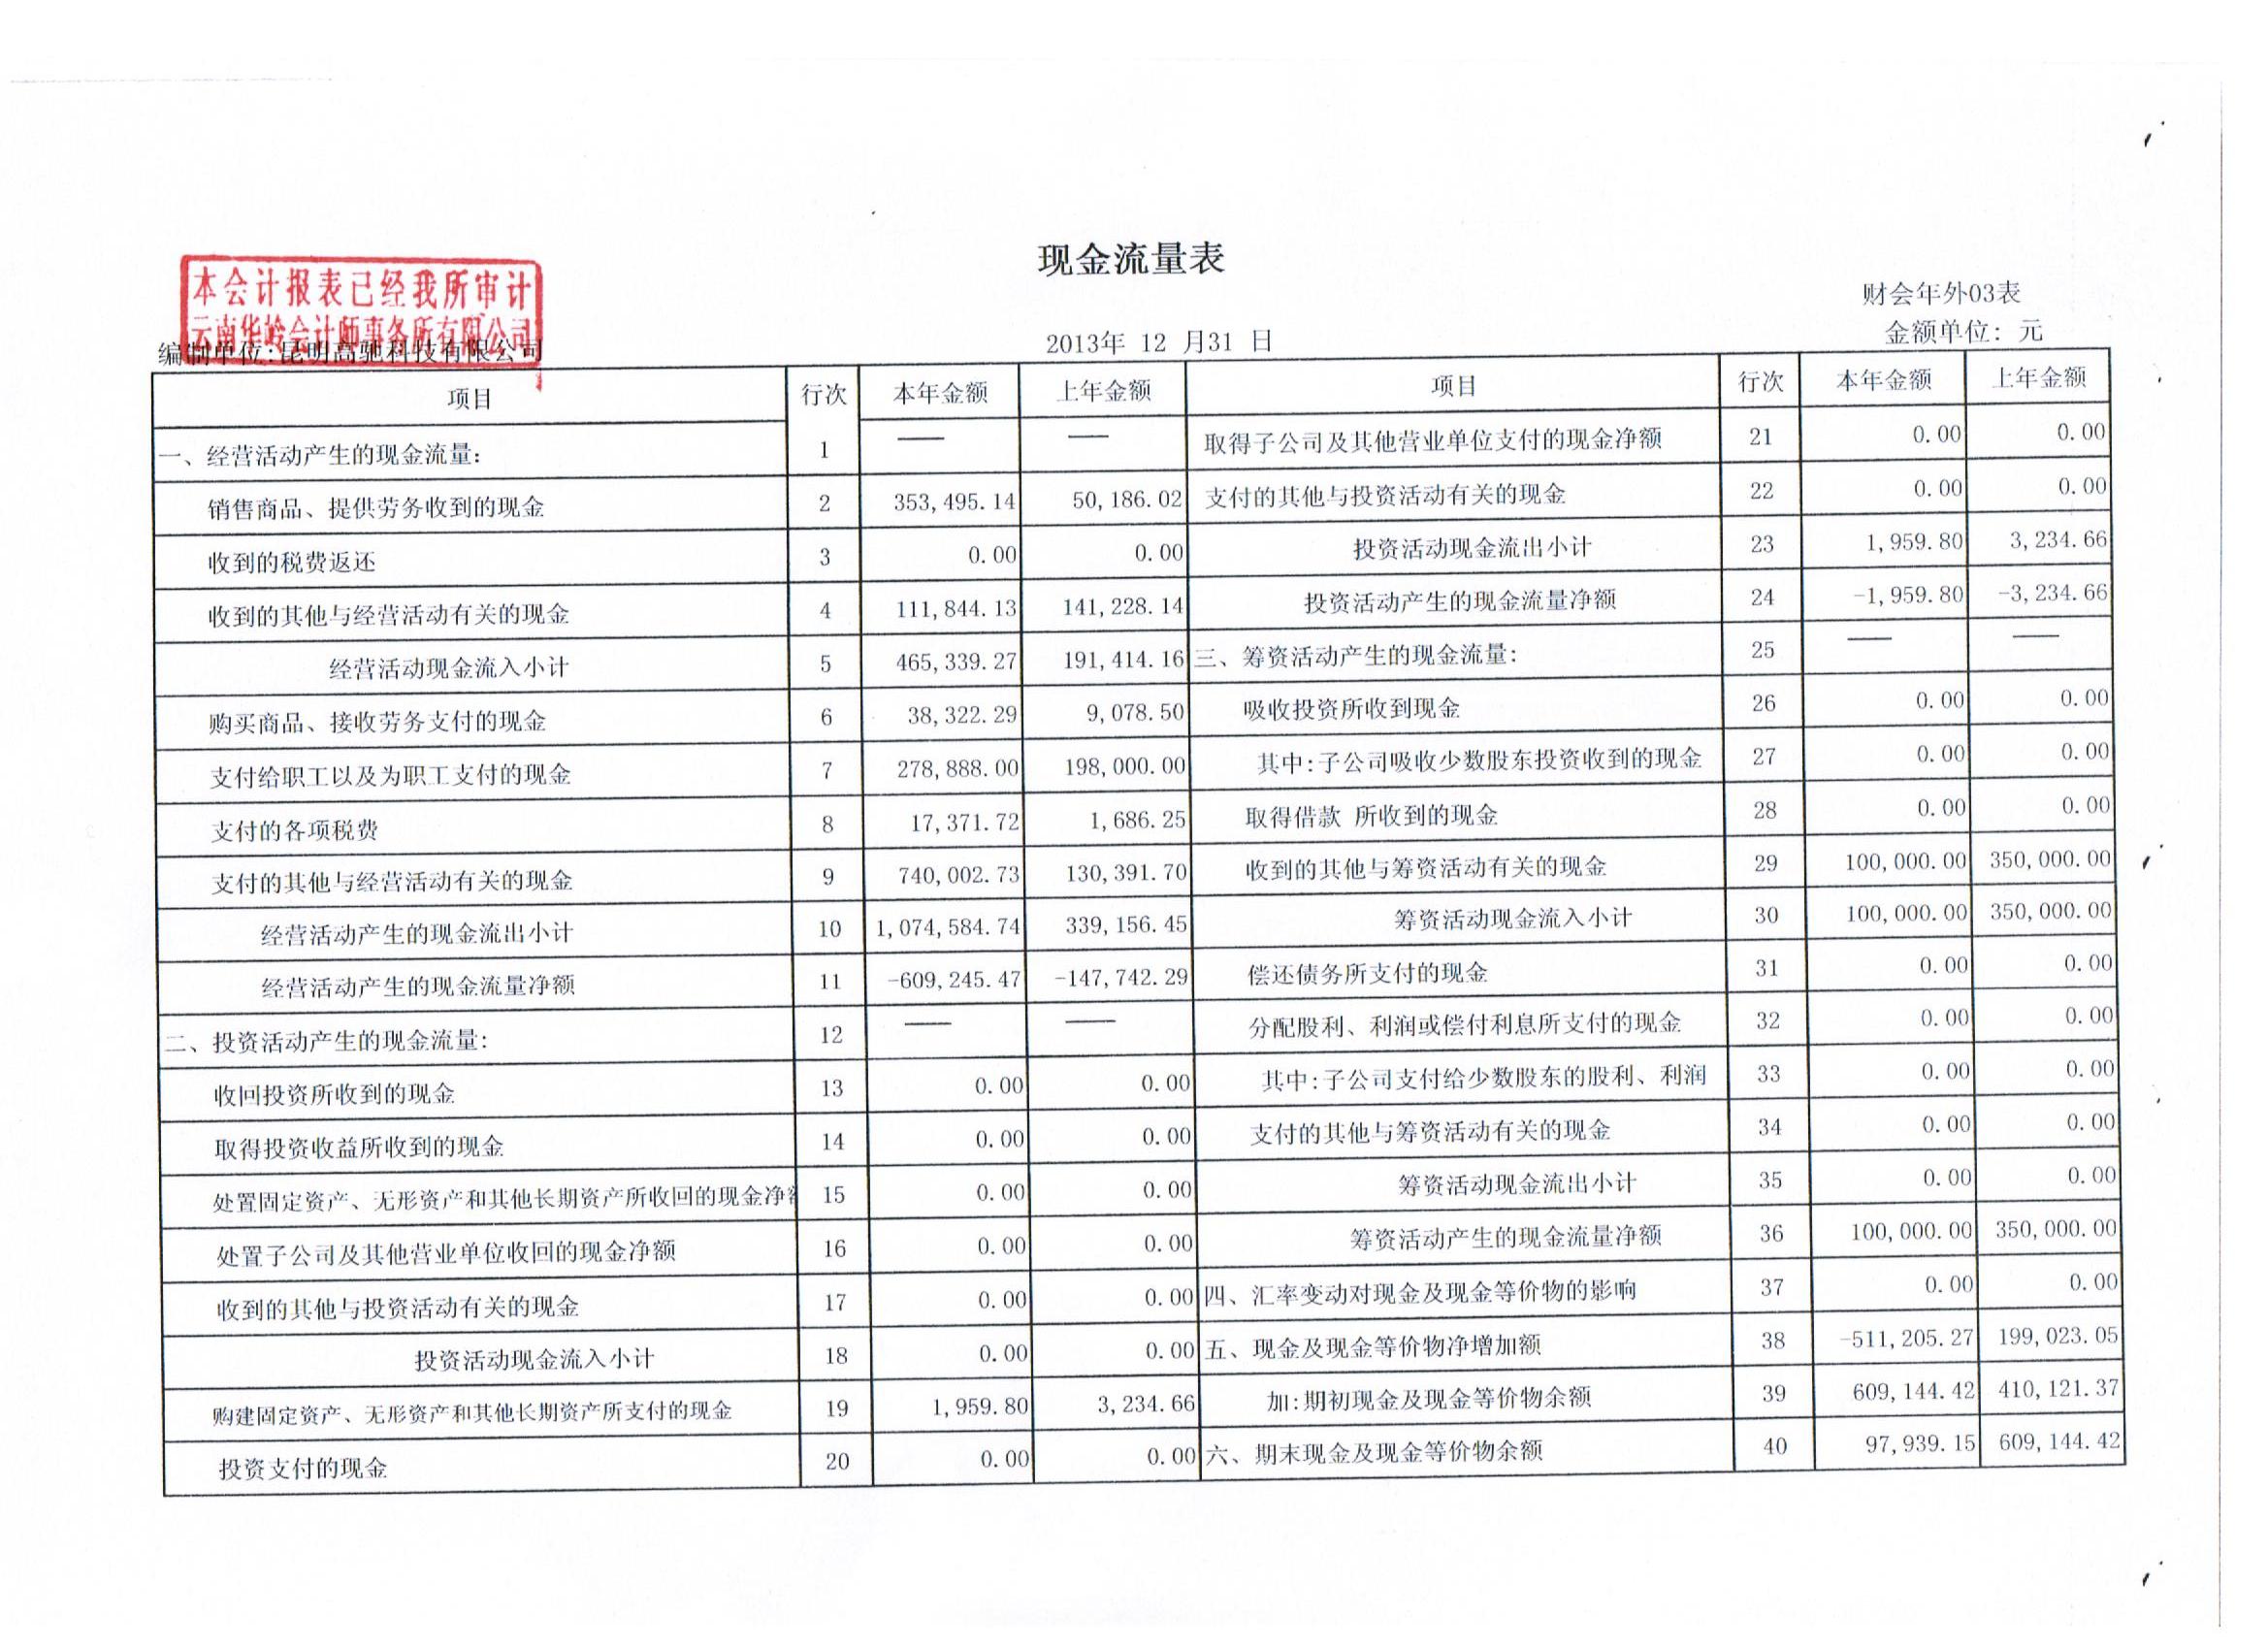 现金流量表
本会计报表已经我所审计
云南华岭会计师事务所有限公司
财会年外03表
编制单位:昆明高驰科技有限公司 2013年 12 月31 日 金额单位: 元
项目 行次 本年金额 上年金额 项目 行次 本年金额 上年金额
一、经营活动产生的现金流量: 1 —— —— 取得子公司及其他营业单位支付的现金净额 21 0.00 0.00
销售商品、提供劳务收到的现金 2 353,495.14 50,186.02 支付的其他与投资活动有关的现金 22 0.00 0.00
收到的税费返还 3 0.00 0.00 投资活动现金流出小计 23 1,959.80 3,234.66
收到的其他与经营活动有关的现金 4 111,844.13 141,228.14 投资活动产生的现金流量净额 24 -1,959.80 -3,234.66
经营活动现金流入小计 5 465,339.27 191,414.16 三、筹资活动产生的现金流量: 25 —— ——
购买商品、接收劳务支付的现金 6 38,322.29 9,078.50 吸收投资所收到现金 26 0.00 0.00
支付给职工以及为职工支付的现金 7 278,888.00 198,000.00 其中:子公司吸收少数股东投资收到的现金 27 0.00 0.00
支付的各项税费 8 17,371.72 1,686.25 取得借款 所收到的现金 28 0.00 0.00
支付的其他与经营活动有关的现金 9 740,002.73 130,391.70 收到的其他与筹资活动有关的现金 29 100,000.00 350,000.00
经营活动产生的现金流出小计 10 1,074,584.74 339,156.45 筹资活动现金流入小计 30 100,000.00 350,000.00
经营活动产生的现金流量净额 11 -609,245.47 -147,742.29 偿还债务所支付的现金 31 0.00 0.00
二、投资活动产生的现金流量: 12 —— —— 分配股利、利润或偿付利息所支付的现金 32 0.00 0.00
收回投资所收到的现金 13 0.00 0.00 其中:子公司支付给少数股东的股利、利润 33 0.00 0.00
取得投资收益所收到的现金 14 0.00 0.00 支付的其他与筹资活动有关的现金 34 0.00 0.00
处置固定资产、无形资产和其他长期资产所收回的现金净 15 0.00 0.00 筹资活动现金流出小计 35 0.00 0.00
处置子公司及其他营业单位收回的现金净额 16 0.00 0.00 筹资活动产生的现金流量净额 36 100,000.00 350,000.00
收到的其他与投资活动有关的现金 17 0.00 0.00 四、汇率变动对现金及现金等价物的影响 37 0.00 0.00
投资活动现金流入小计 18 0.00 0.00 五、现金及现金等价物净增加额 38 -511,205.27 199,023.05
购建固定资产、无形资产和其他长期资产所支付的现金 19 1,959.80 3,234.66 加:期初现金及现金等价物余额 39 609,144.42 410,121.37
投资支付的现金 20 0.00 0.00 六、期末现金及现金等价物余额 40 97,939.15 609,144.42